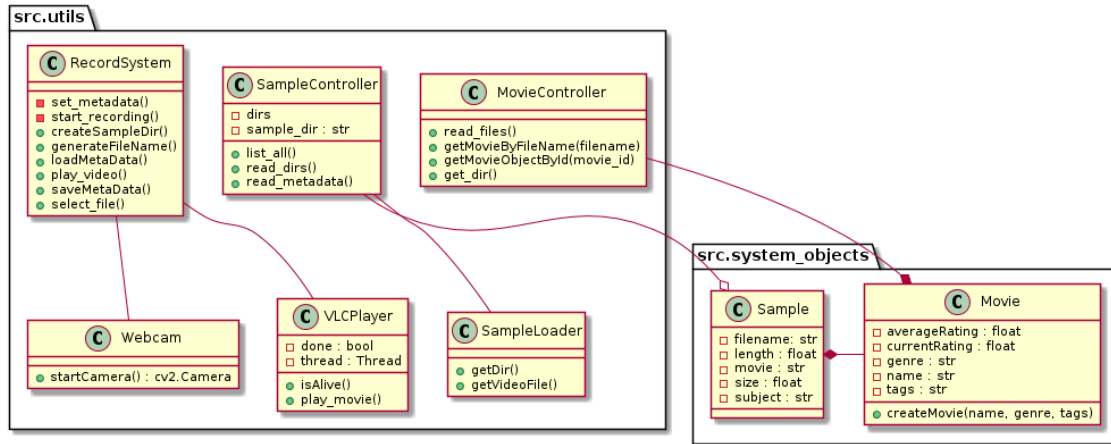 src.utils
C RecordSystem
set_metadata()
start_recording()
createSampleDir()
generateFileName()
loadMetaData()
play_video()
saveMetaData()
select_file()
C SampleController
dirs
sample_dir : str
list_all()
read_dirs()
read_metadata()
C MovieController
read_files()
getMovieByFileName(filename)
getMovieObjectById(movie_id)
get_dir()
C Webcam
startCamera() : cv2.Camera
C VLCPlayer
done : bool
thread : Thread
isAlive()
play_movie()
C SampleLoader
getDir()
getVideoFile()
src.system_objects
C Sample
filename: str
length : float
movie : str
size : float
subject : str
C Movie
averageRating : float
currentRating : float
genre : str
name : str
tags : str
createMovie(name, genre, tags)